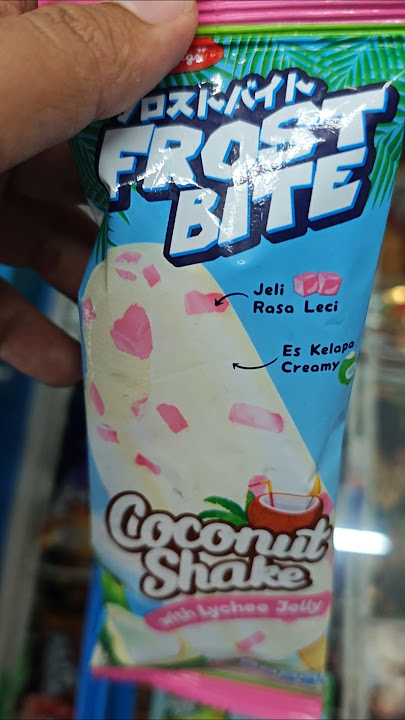 フロストバイト
FROST
BITE
Jeli
Rasa Leci
Es Kelapa
Creamy
Coconut
Shake
with Lychee Jelly